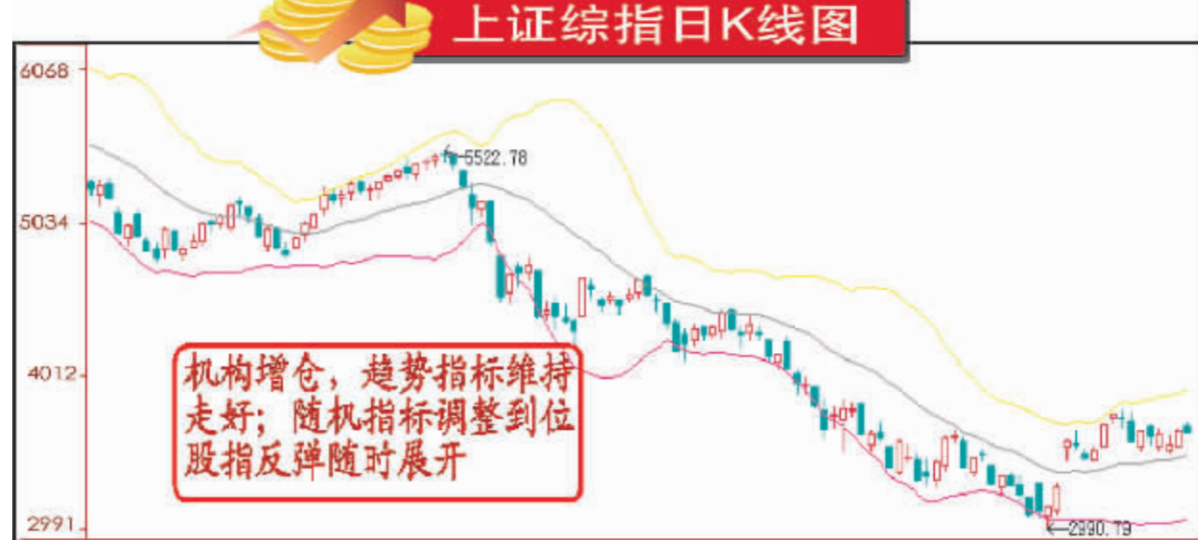 上证综指日K线图
6068
5522.78
5034
4012
机构增仓，趋势指标维持
走好；随机指标调整到位
股指反弹随时展开
2991
2990.79